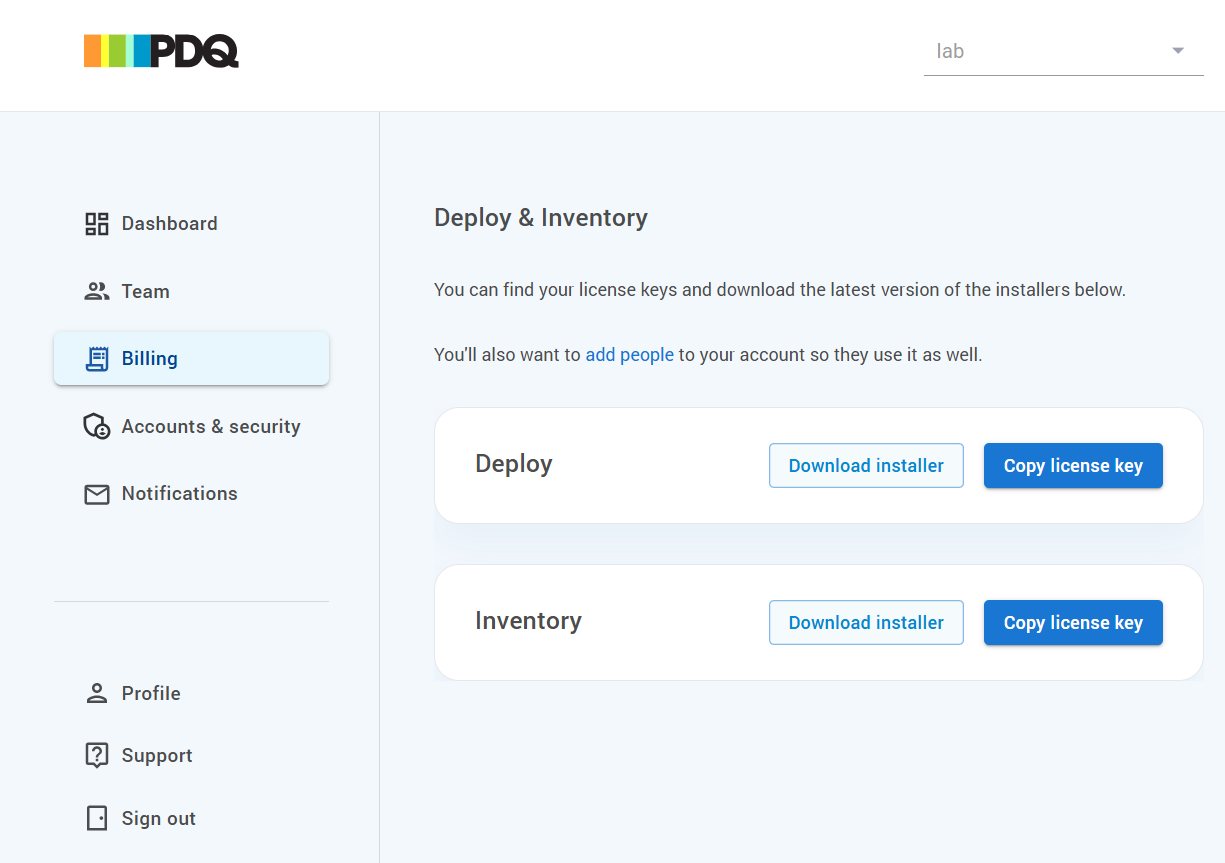 PDQ
lab
Dashboard
Team
Billing
Accounts & security
Notifications
Profile
Support
Sign out
Deploy & Inventory
You can find your license keys and download the latest version of the installers below.
You'll also want to add people to your account so they use it as well.
Deploy
Download installer
Copy license key
Inventory
Download installer
Copy license key